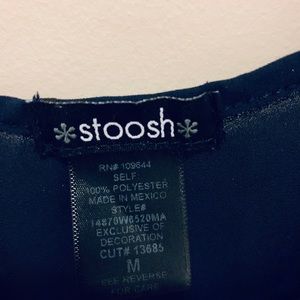 *stoosh*
RN# 109644
SELF:
100% POLYESTER
MADE IN MEXICO
STYLE#
14870W6520MA
EXCLUSIVE OF
DECORATION
CUT# 13685
M
SEE REVERSE
FOR CARE